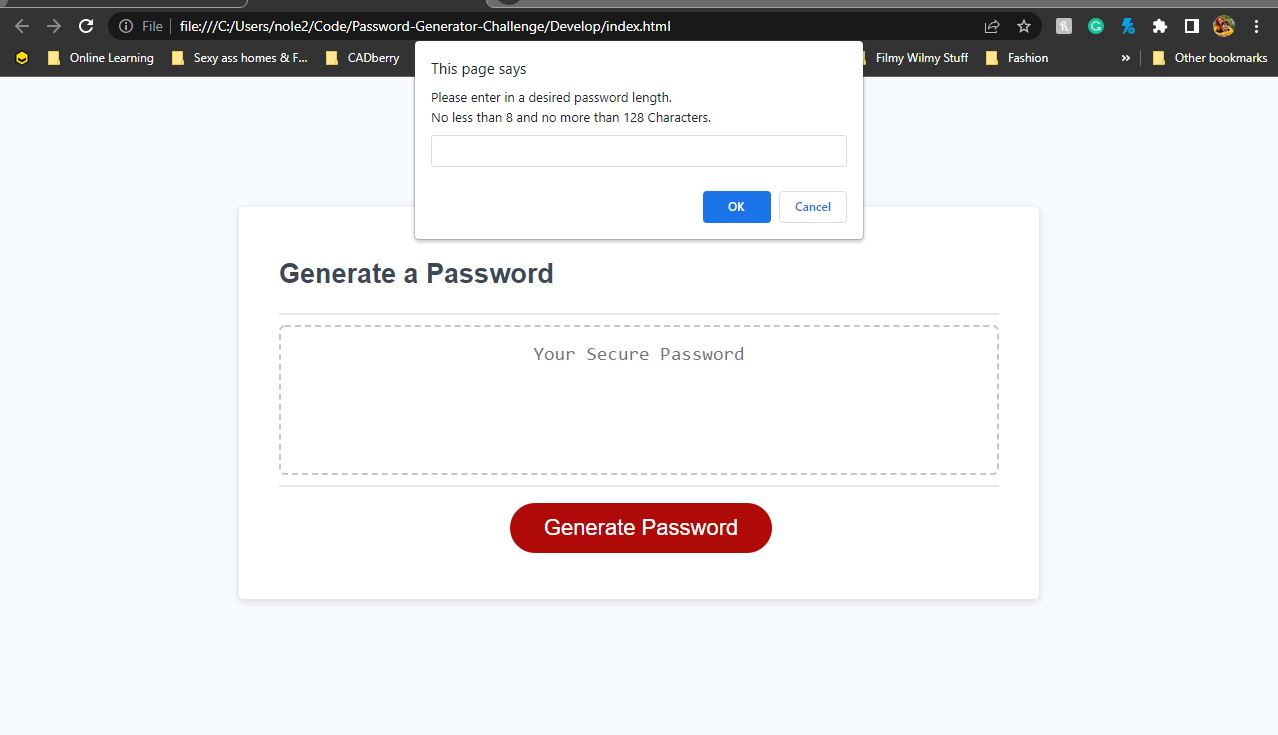 File file:///C:/Users/nole2/Code/Password-Generator-Challenge/Develop/index.html
Online Learning Sexy ass homes & F... CADberry Filmy Wilmy Stuff Fashion » Other bookmarks
This page says
Please enter in a desired password length.
No less than 8 and no more than 128 Characters.
OK Cancel
Generate a Password
Your Secure Password
Generate Password